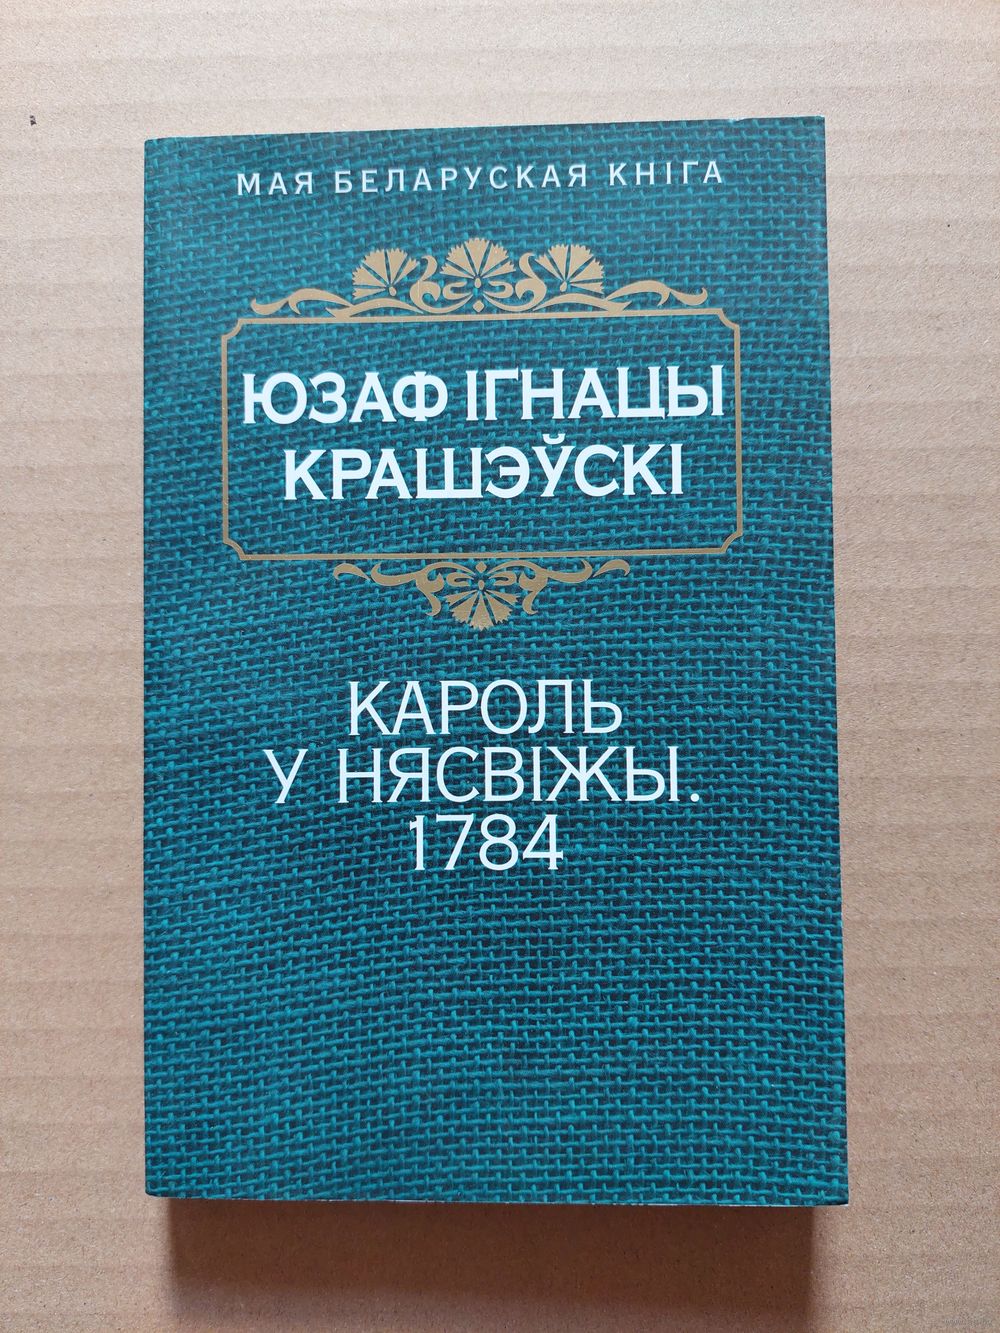 МАЯ БЕЛАРУСКАЯ КНІГА
ЮЗАФ ІГНАЦЫ
КРАШЭЎСКІ
КАРОЛЬ
У НЯСВІЖЫ.
1784